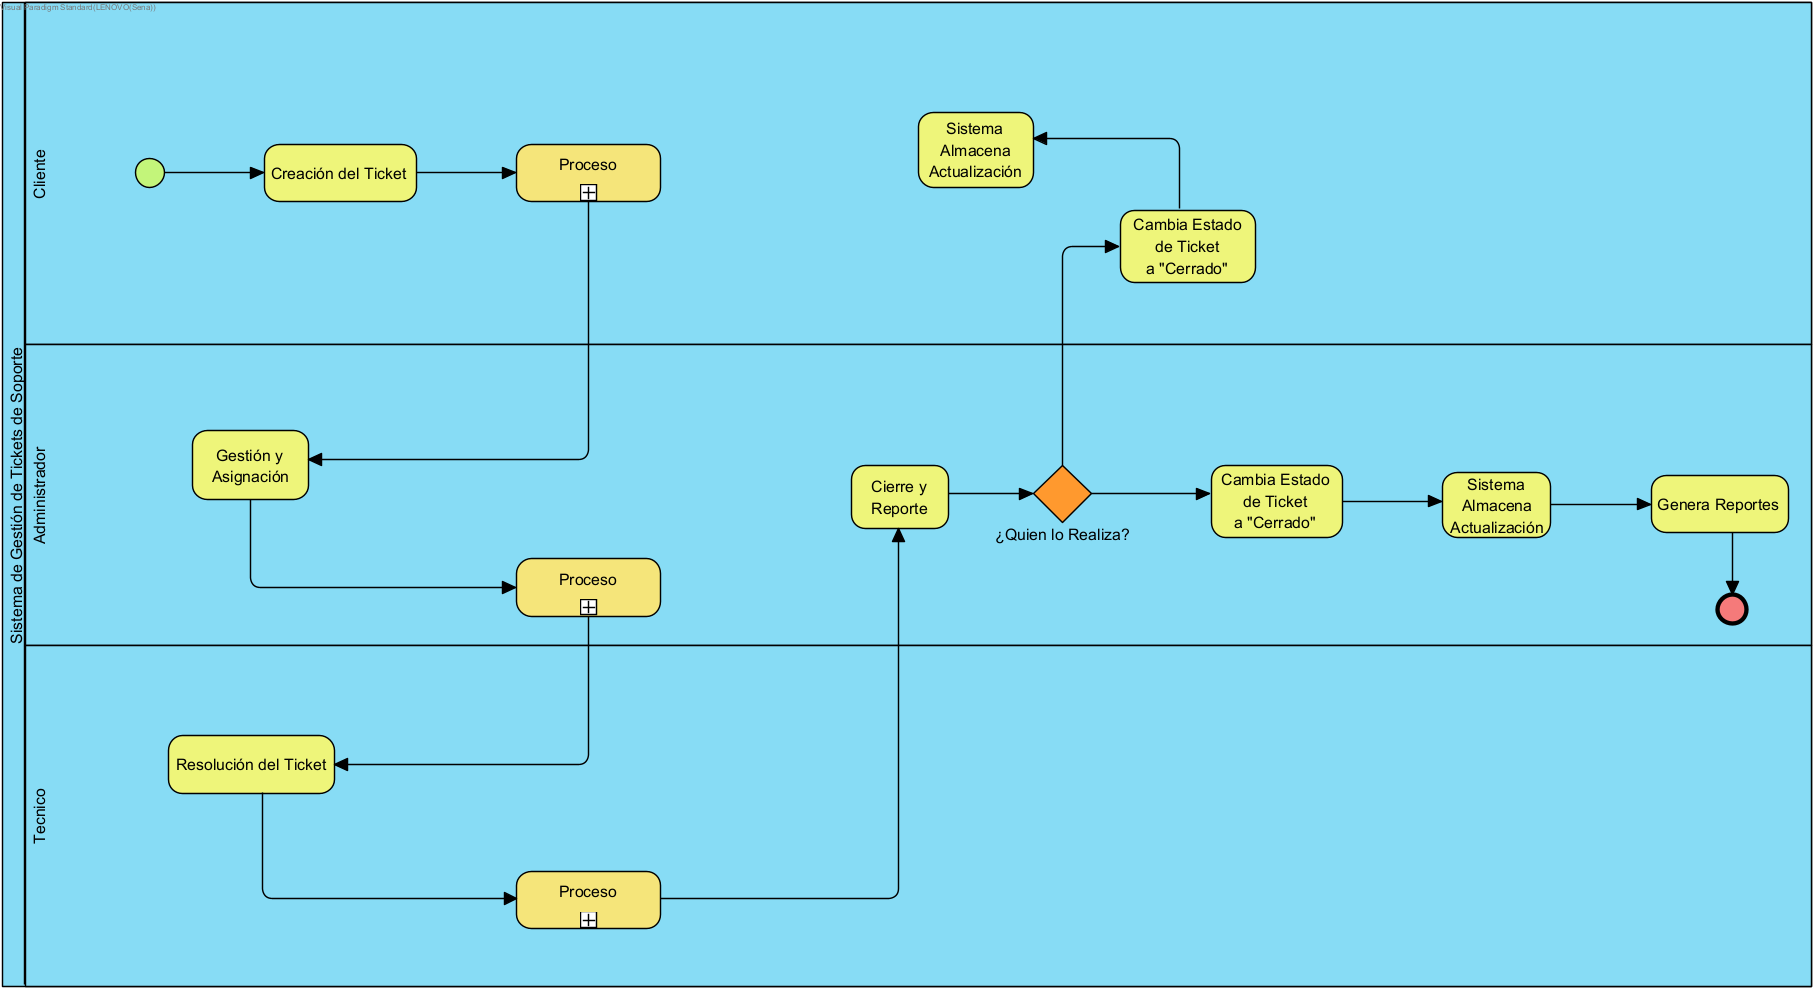 Visual Paradigm Standard(LENOVO(Sena))
Sistema de Gestión de Tickets de Soporte
Cliente
Creación del Ticket
Proceso
Sistema
Almacena
Actualización
Cambia Estado
de Ticket
a "Cerrado"
Administrador
Gestión y
Asignación
Proceso
Cierre y
Reporte
¿Quien lo Realiza?
Cambia Estado
de Ticket
a "Cerrado"
Sistema
Almacena
Actualización
Genera Reportes
Tecnico
Resolución del Ticket
Proceso